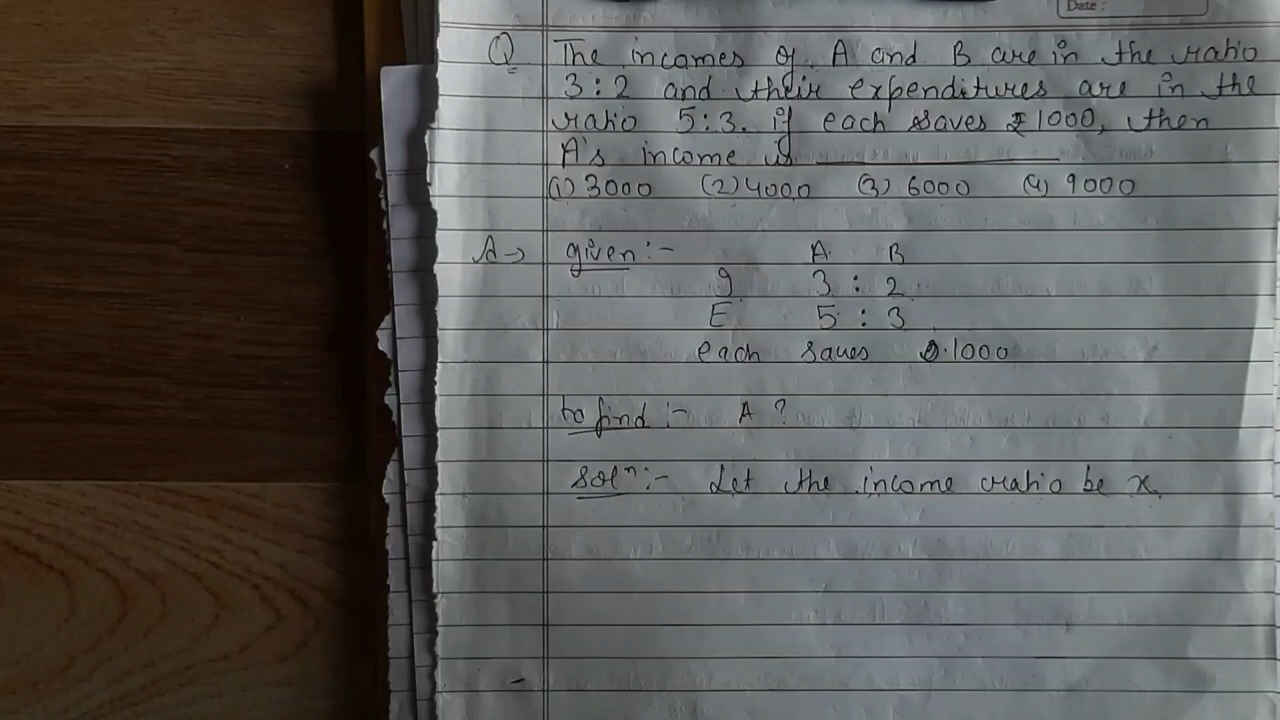 Date :
Q The incomes of A and B are in the ratio
3 : 2 and their expenditures are in the
ratio 5 : 3. if each saves ₹ 1000, then
A's income is ____________
(1) 3000 (2) 4000 (3) 6000 (4) 9000
A→ given :- A B
I 3 : 2
E 5 : 3
each saves 1000
to find :- A ?
Solⁿ :- Let the income ratio be x.